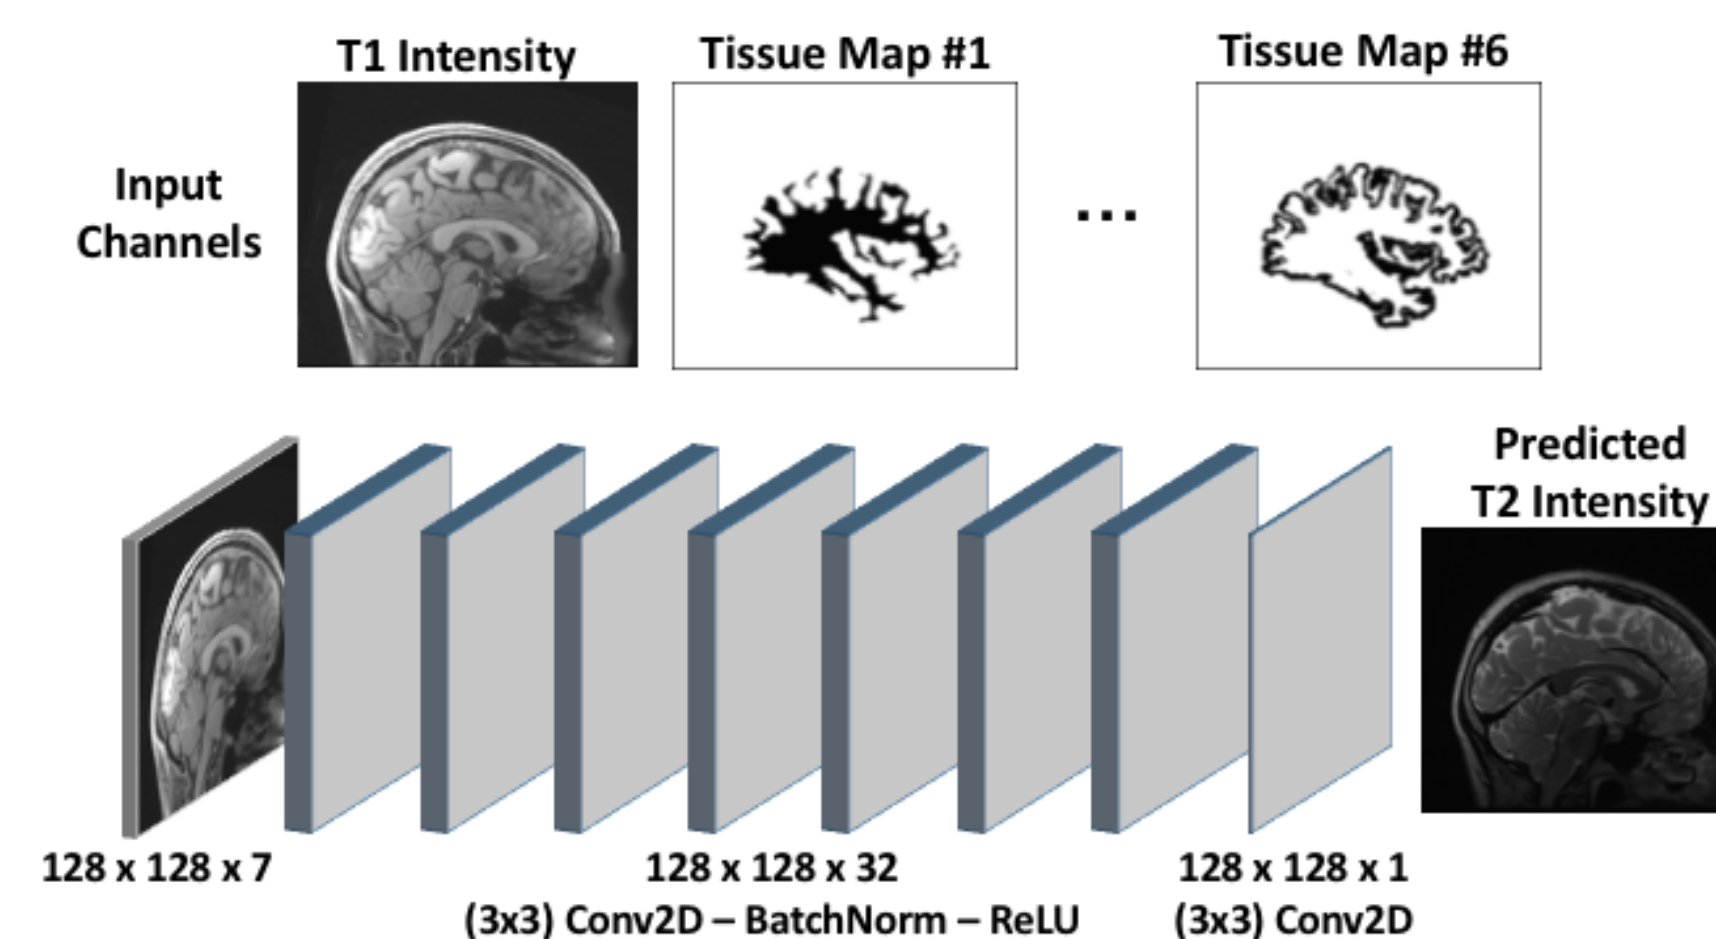 T1 Intensity
Tissue Map #1
Tissue Map #6
Input
Channels
...
Predicted
T2 Intensity
128 x 128 x 7
128 x 128 x 32
128 x 128 x 1
(3x3) Conv2D – BatchNorm – ReLU
(3x3) Conv2D